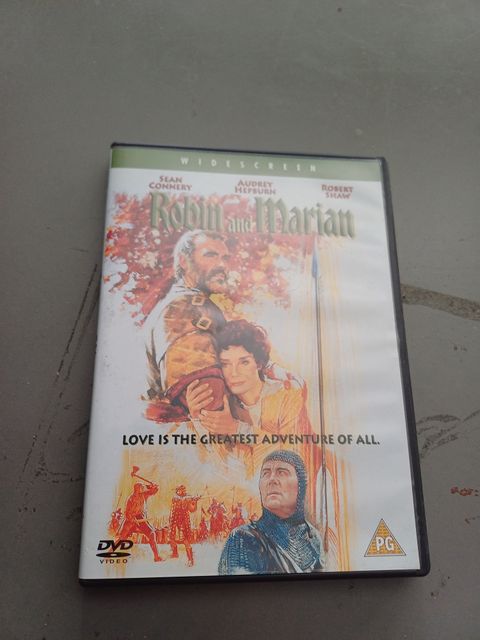 WIDESCREEN
SEAN CONNERY
AUDREY HEPBURN
ROBERT SHAW
Robin and Marian
LOVE IS THE GREATEST ADVENTURE OF ALL.
DVD
VIDEO
PG